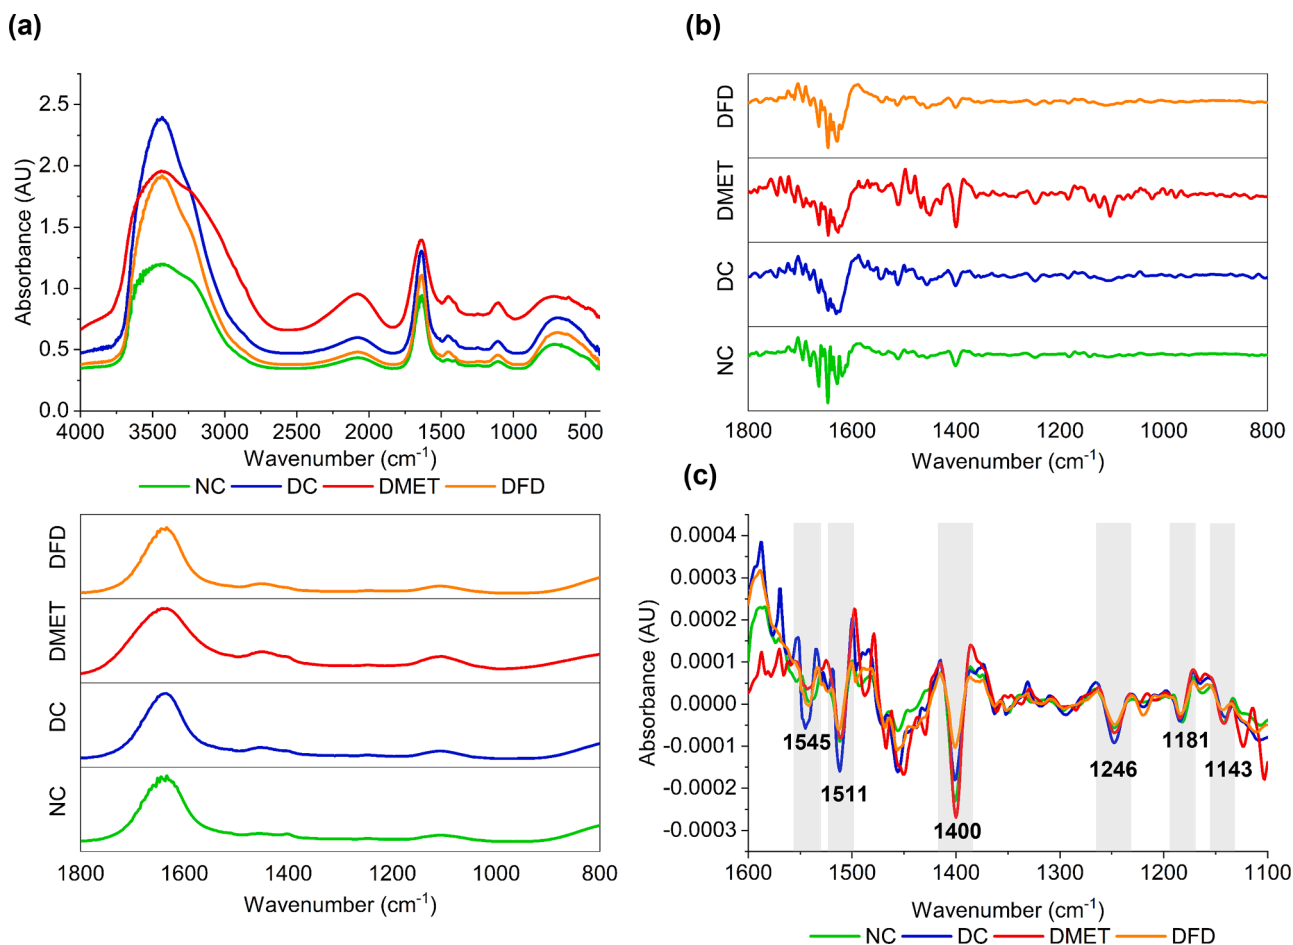 (a)
2.5
2.0
1.5
1.0
0.5
0.0
Absorbance (AU)
4000 3500 3000 2500 2000 1500 1000 500
Wavenumber (cm-1)
NC DC DMET DFD
DFD
DMET
DC
NC
1800 1600 1400 1200 1000 800
Wavenumber (cm-1)
(b)
DFD
DMET
DC
NC
1800 1600 1400 1200 1000 800
Wavenumber (cm-1)
(c)
0.0004
0.0003
0.0002
0.0001
0.0000
-0.0001
-0.0002
-0.0003
Absorbance (AU)
1545
1511
1400
1246
1181
1143
1600 1500 1400 1300 1200 1100
Wavenumber (cm-1)
NC DC DMET DFD